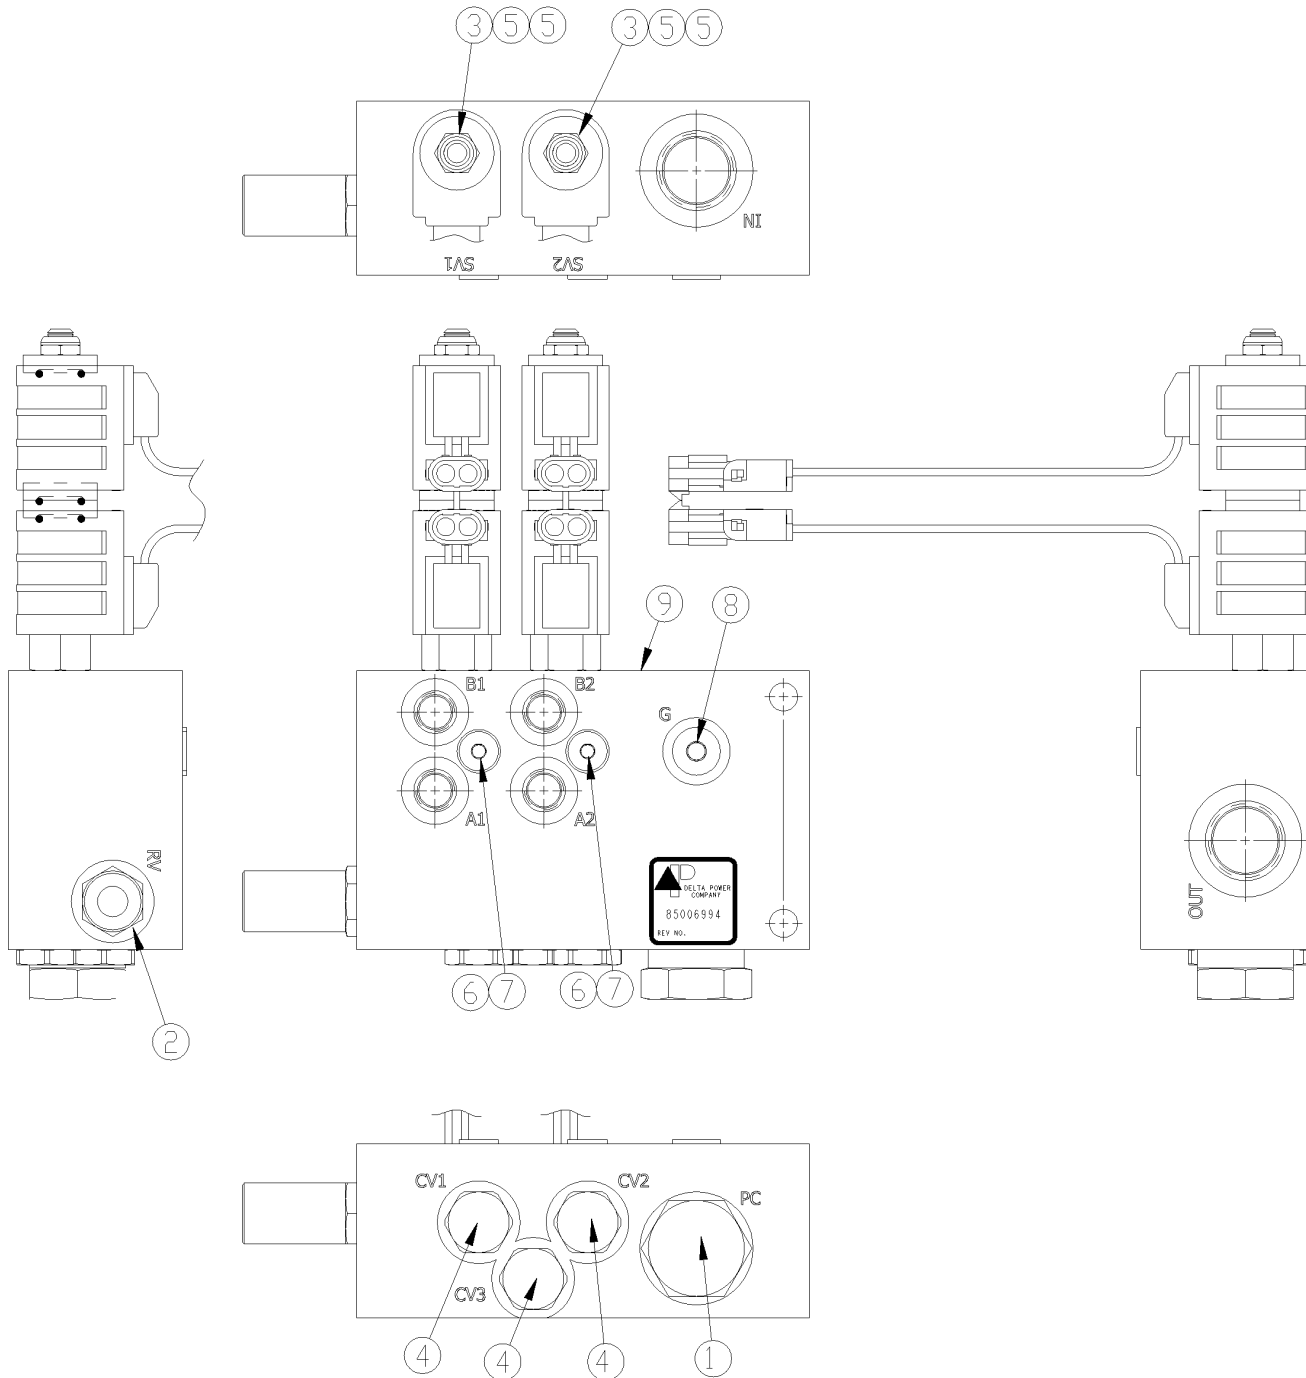 3 5 5 3 5 5
NI
SV1 SV2
9 8
B1 B2
G
A1 A2
RV
DELTA POWER
COMPANY
85006994
REV NO.
OUT
6 7 6 7
2
CV1 CV2 PC
CV3
4 4 4 1